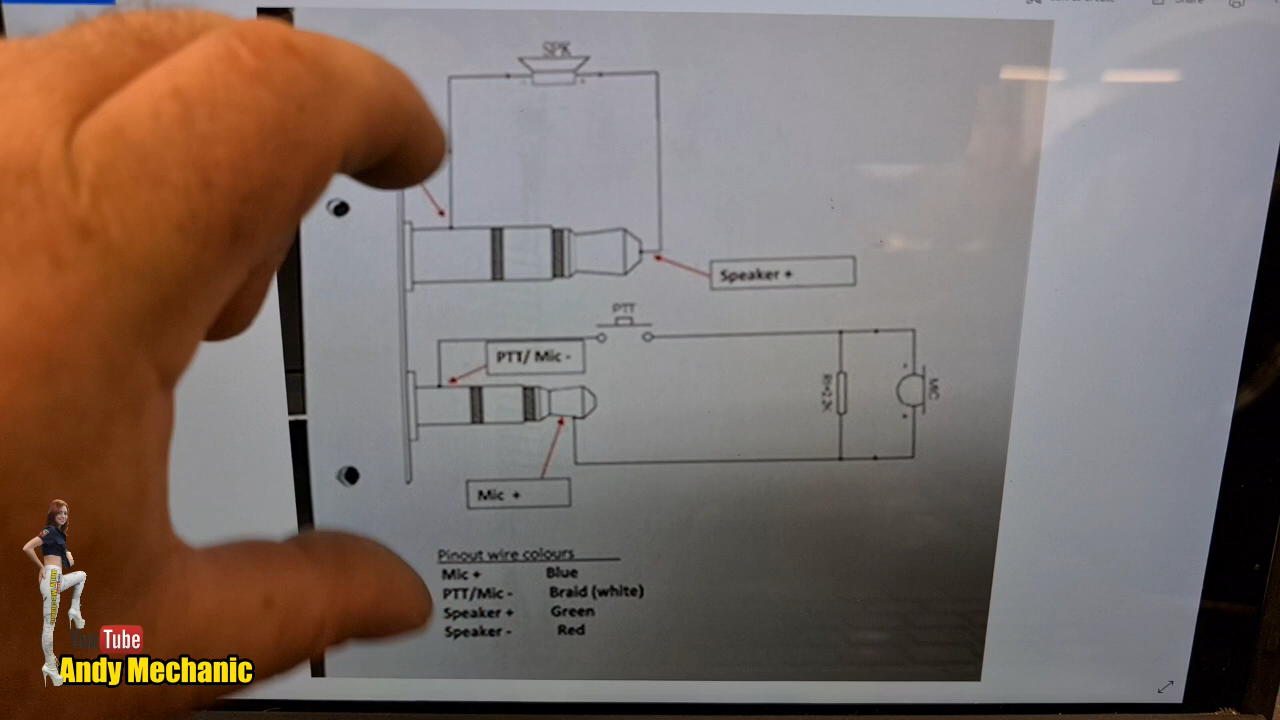 Share
SPK
Speaker +
PTT
PTT/ Mic -
MIC
Mic +
Pinout wire colours
Mic + Blue
PTT/Mic - Braid (white)
Speaker + Green
Speaker - Red
YouTube
Andy Mechanic